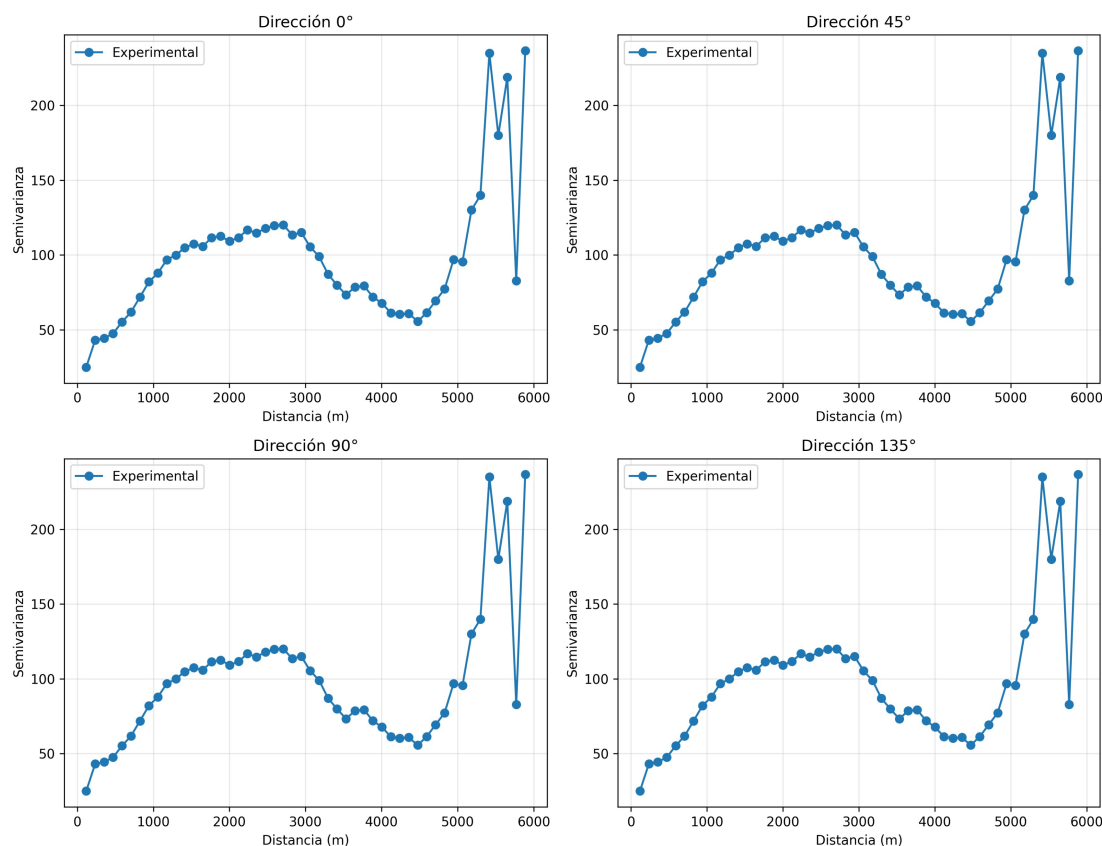 Dirección 0°
Experimental
Semivarianza
200
150
100
50
0 1000 2000 3000 4000 5000 6000
Distancia (m)
Dirección 45°
Experimental
Semivarianza
200
150
100
50
0 1000 2000 3000 4000 5000 6000
Distancia (m)
Dirección 90°
Experimental
Semivarianza
200
150
100
50
0 1000 2000 3000 4000 5000 6000
Distancia (m)
Dirección 135°
Experimental
Semivarianza
200
150
100
50
0 1000 2000 3000 4000 5000 6000
Distancia (m)